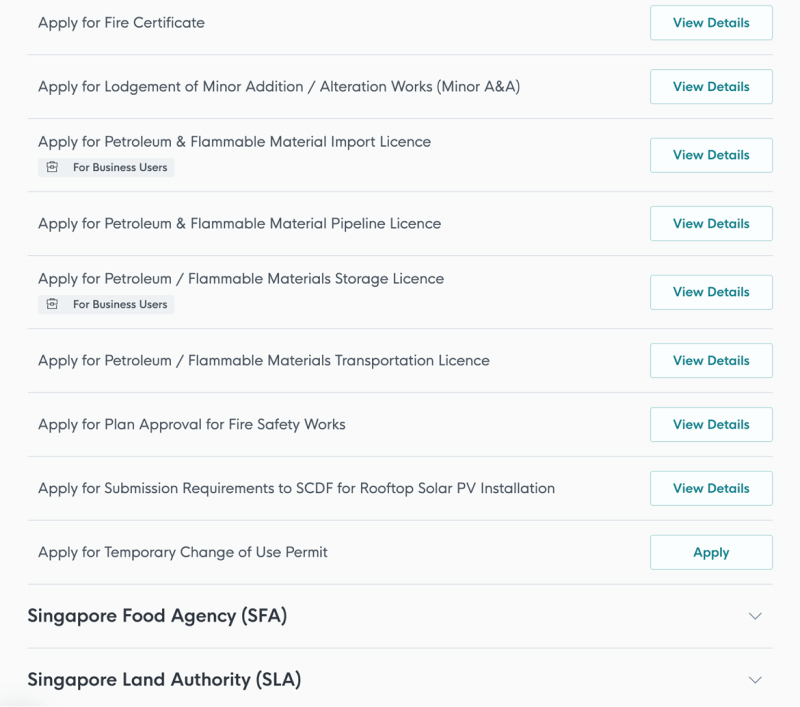 Apply for Fire Certificate
View Details
Apply for Lodgement of Minor Addition / Alteration Works (Minor A&A)
View Details
Apply for Petroleum & Flammable Material Import Licence
For Business Users
View Details
Apply for Petroleum & Flammable Material Pipeline Licence
View Details
Apply for Petroleum / Flammable Materials Storage Licence
For Business Users
View Details
Apply for Petroleum / Flammable Materials Transportation Licence
View Details
Apply for Plan Approval for Fire Safety Works
View Details
Apply for Submission Requirements to SCDF for Rooftop Solar PV Installation
View Details
Apply for Temporary Change of Use Permit
Apply
Singapore Food Agency (SFA)
Singapore Land Authority (SLA)